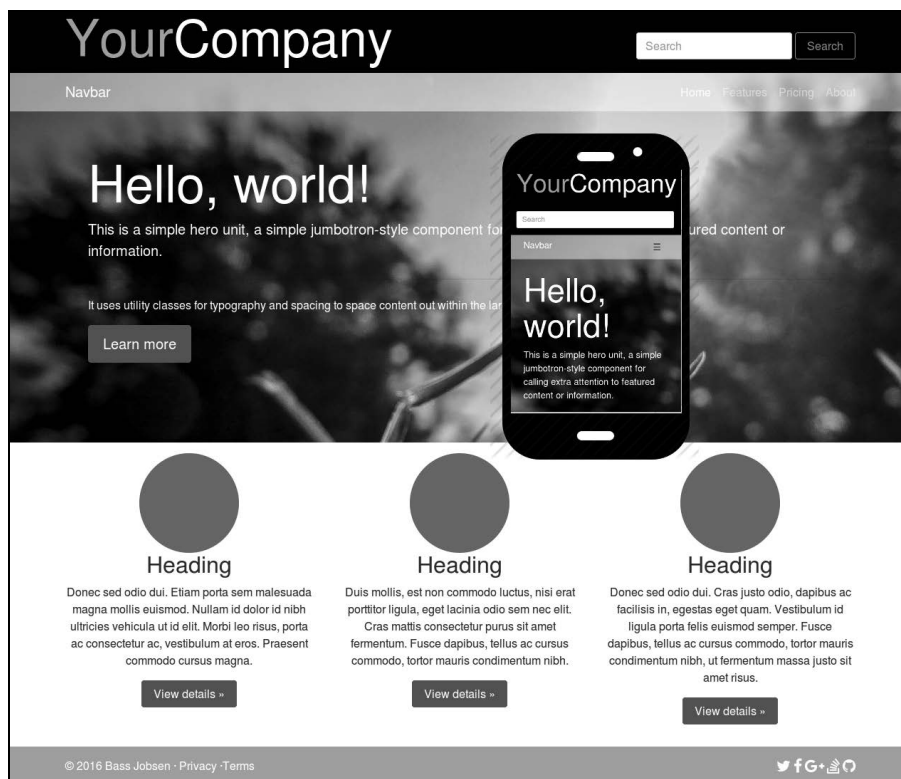 YourCompany
Search
Search
Navbar
Home Features Pricing About
Hello, world!
This is a simple hero unit, a simple jumbotron-style component for
ured content or
information.
It uses utility classes for typography and spacing to space content out within the lar
Learn more
YourCompany
Search
Navbar
Hello,
world!
This is a simple hero unit, a simple
jumbotron-style component for
calling extra attention to featured
content or information.
Heading
Donec sed odio dui. Etiam porta sem malesuada
magna mollis euismod. Nullam id dolor id nibh
ultricies vehicula ut id elit. Morbi leo risus, porta
ac consectetur ac, vestibulum at eros. Praesent
commodo cursus magna.
View details »
Heading
Duis mollis, est non commodo luctus, nisi erat
porttitor ligula, eget lacinia odio sem nec elit.
Cras mattis consectetur purus sit amet
fermentum. Fusce dapibus, tellus ac cursus
commodo, tortor mauris condimentum nibh.
View details »
Heading
Donec sed odio dui. Cras justo odio, dapibus ac
facilisis in, egestas eget quam. Vestibulum id
ligula porta felis euismod semper. Fusce
dapibus, tellus ac cursus commodo, tortor mauris
condimentum nibh, ut fermentum massa justo sit
amet risus.
View details »
© 2016 Bass Jobsen · Privacy ·Terms